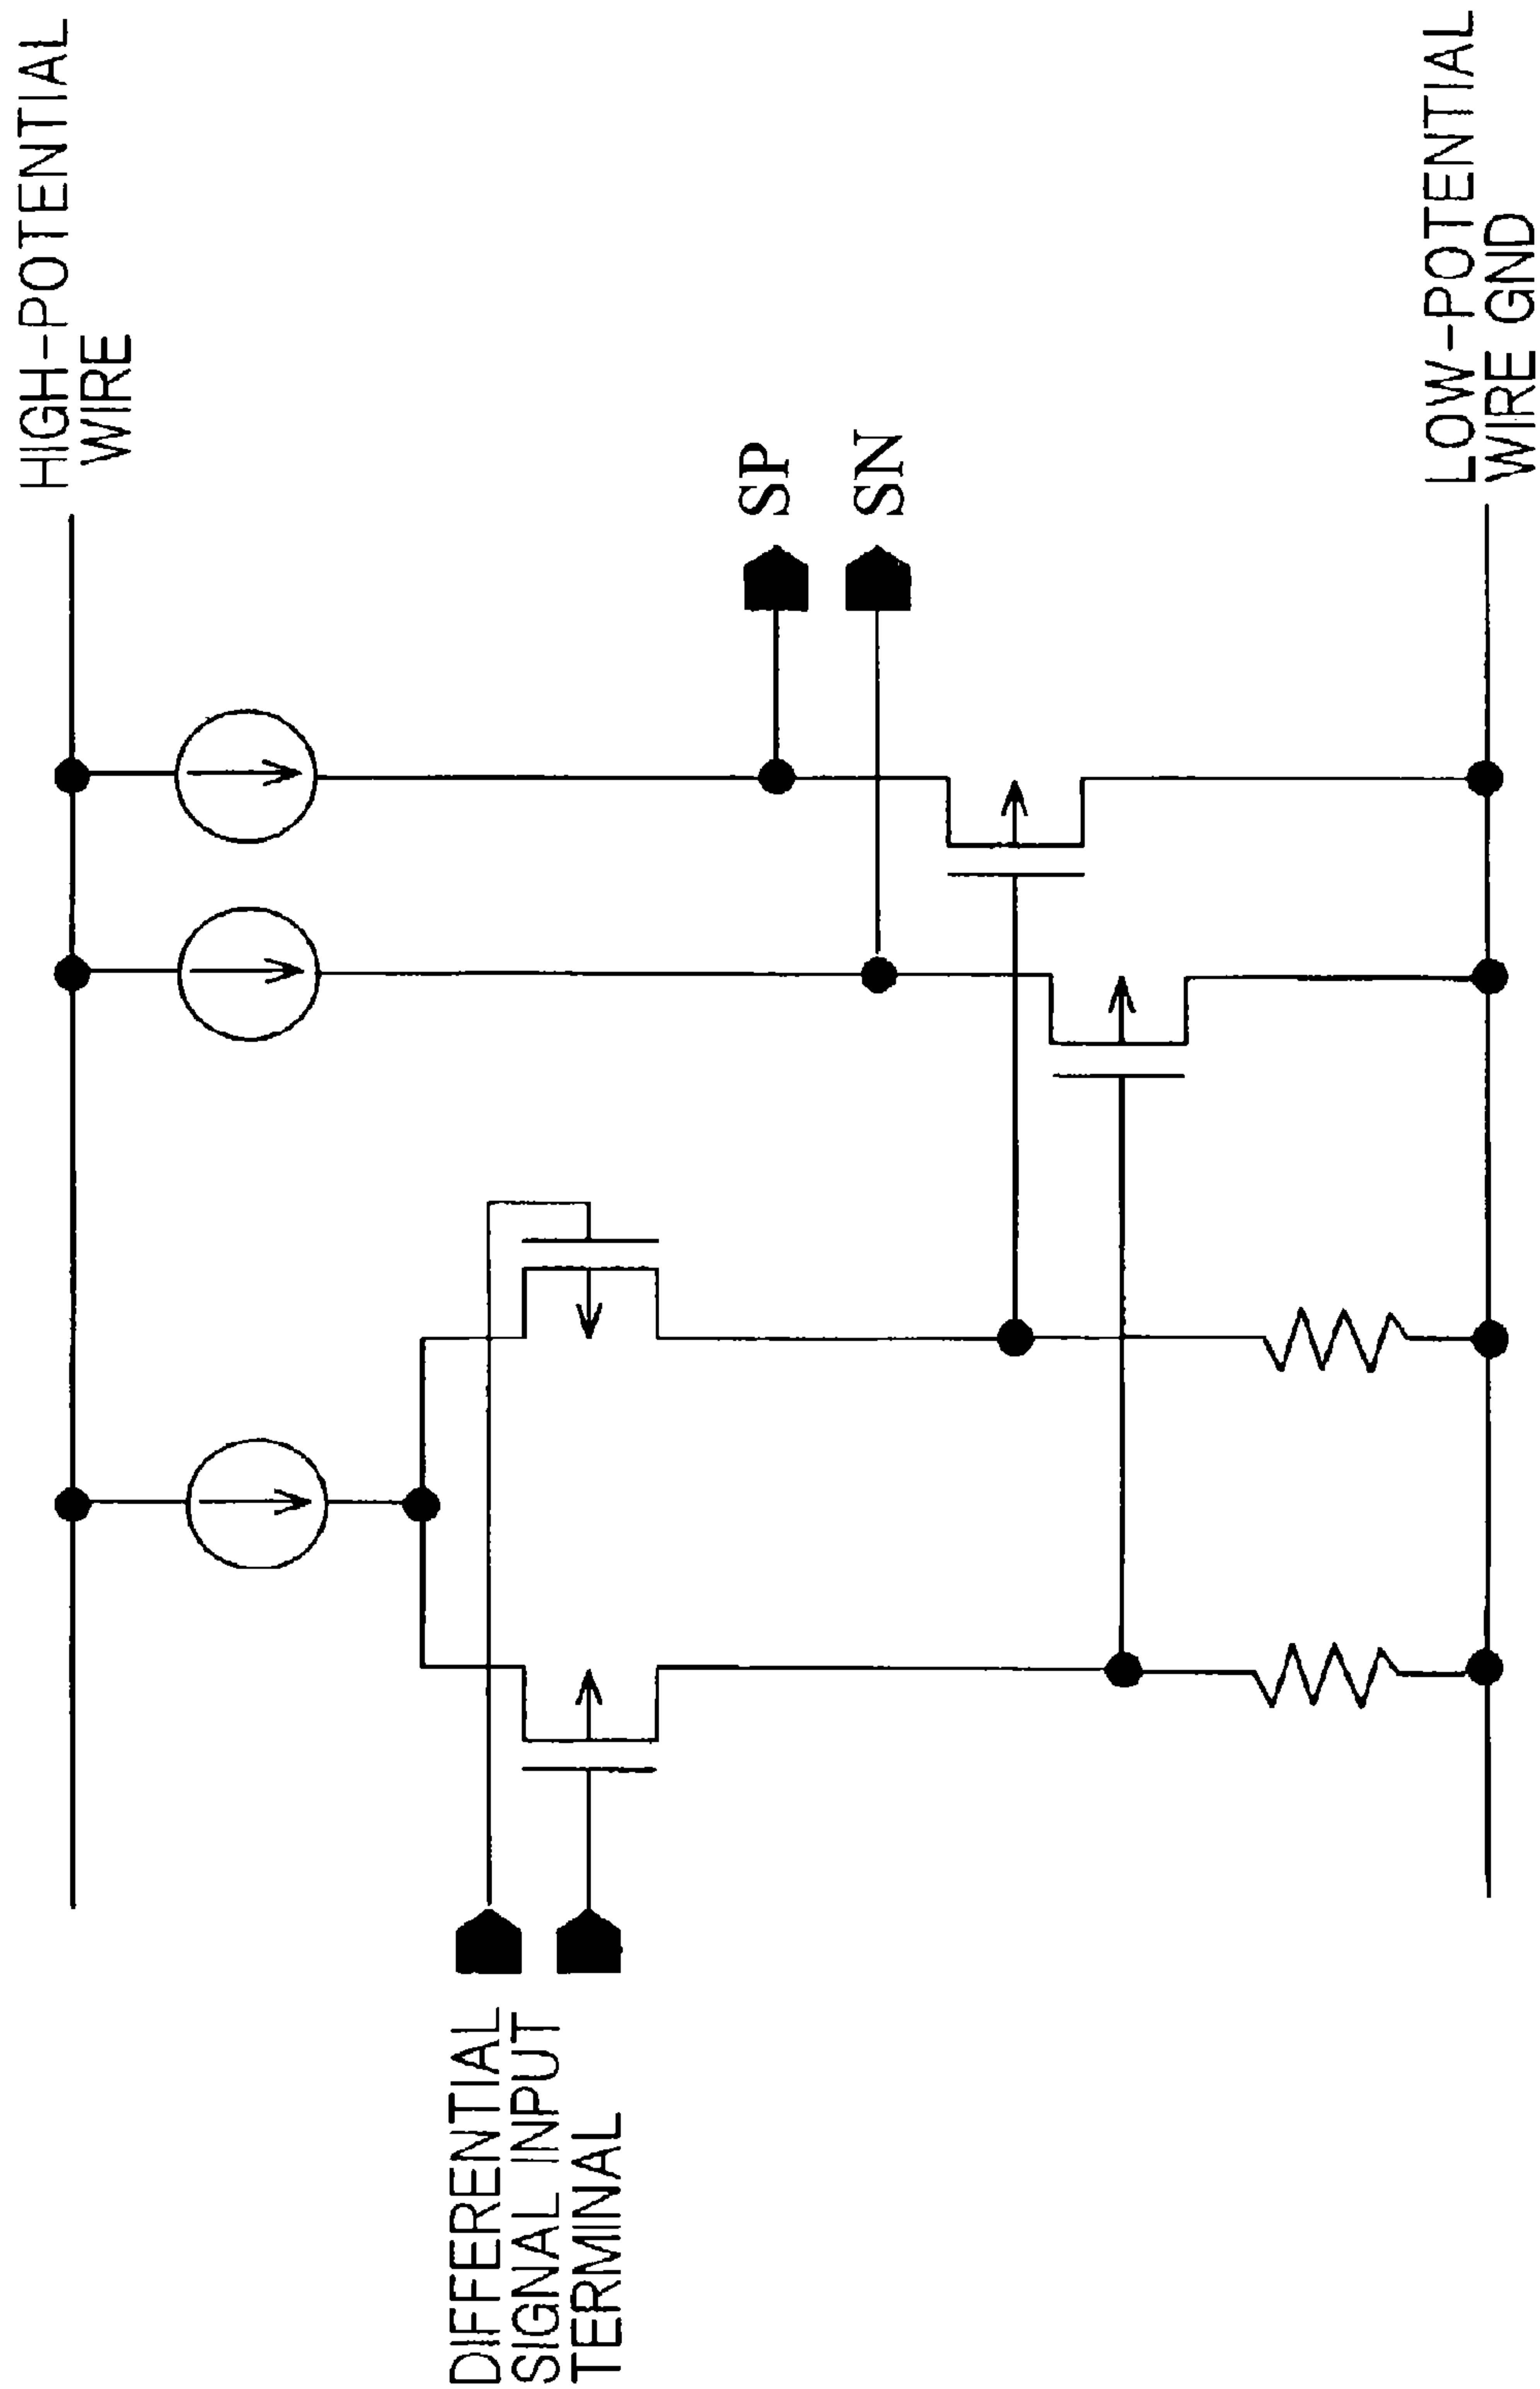 HIGH-POTENTIAL
WIRE
DIFFERENTIAL
SIGNAL INPUT
TERMINAL
SP
SN
LOW-POTENTIAL
WIRE GND